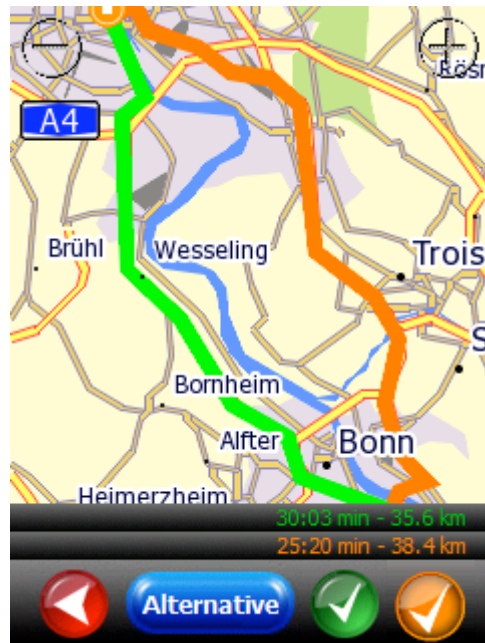 Rösr
A4
Brühl
Wesseling
Trois
S
Bornheim
Alfter
Bonn
Heimerzheim
30:03 min - 35.6 km
25:20 min - 38.4 km
Alternative